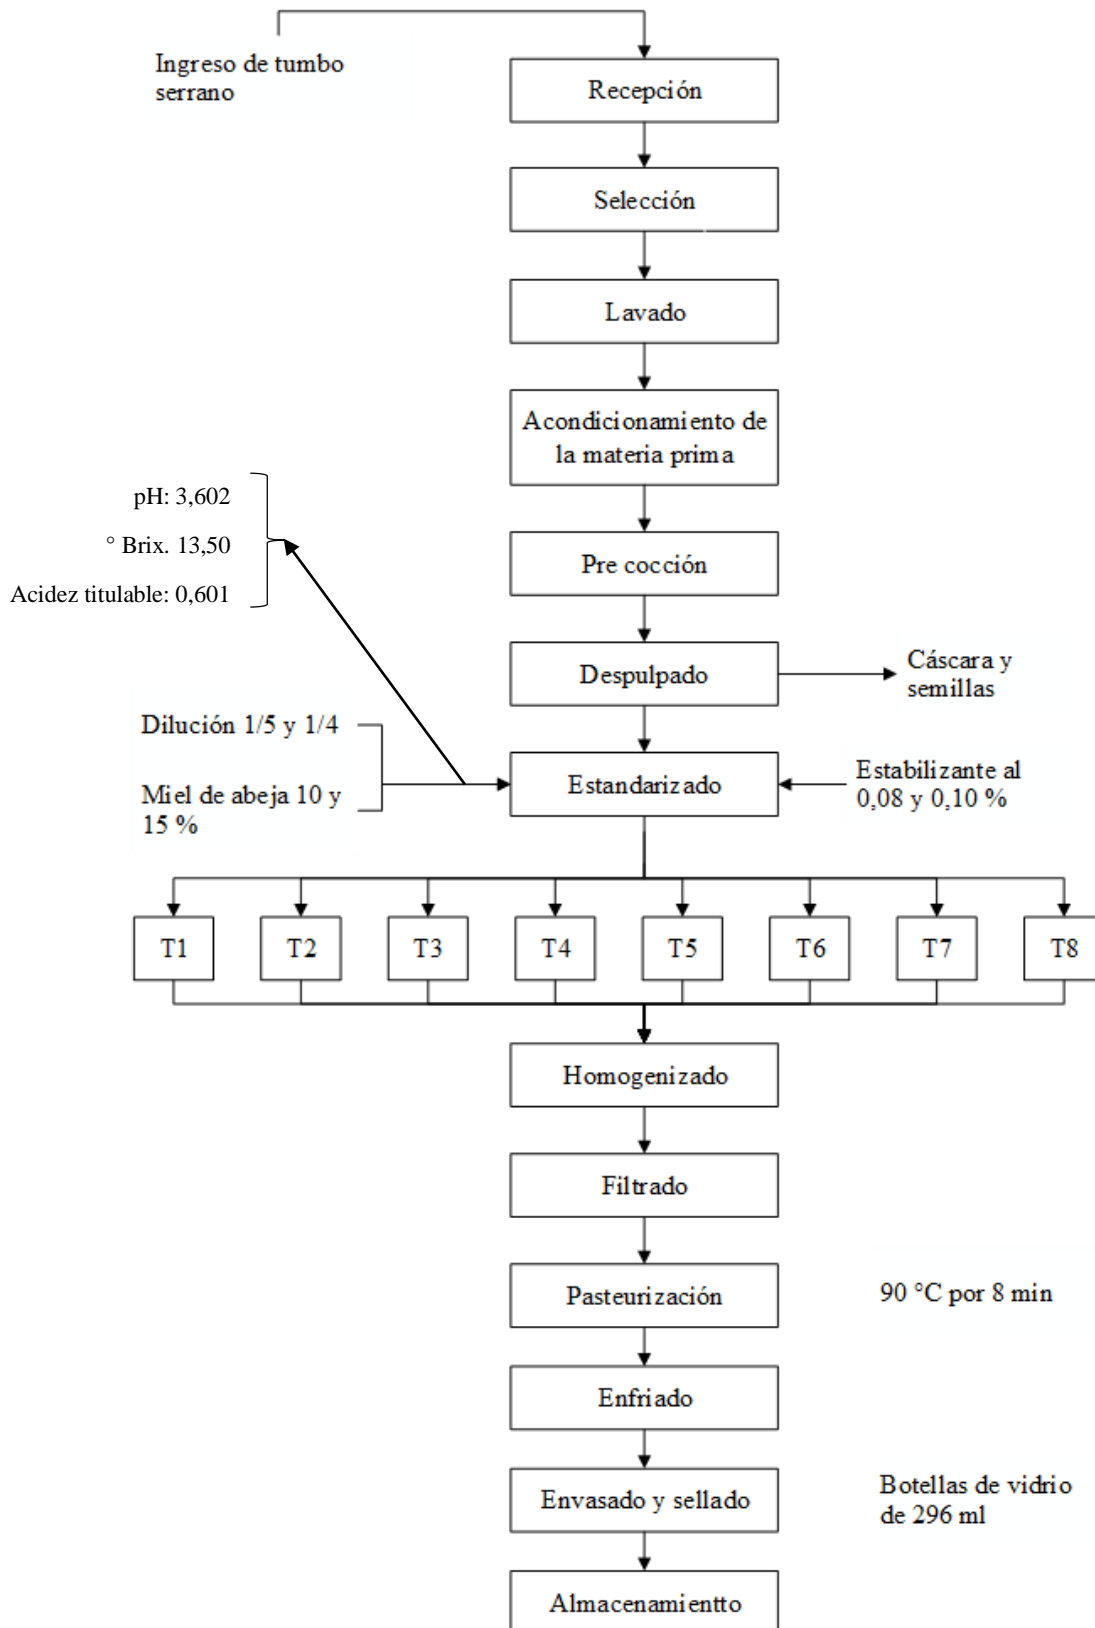 Ingreso de tumbo
serrano
Recepción
Selección
Lavado
Acondicionamiento de
la materia prima
pH: 3,602
° Brix. 13,50
Acidez titulable: 0,601
Pre cocción
Despulpado
Cáscara y
semillas
Dilución 1/5 y 1/4
Miel de abeja 10 y
15 %
Estandarizado
Estabilizante al
0,08 y 0,10 %
T1
T2
T3
T4
T5
T6
T7
T8
Homogenizado
Filtrado
Pasteurización
90 °C por 8 min
Enfriado
Envasado y sellado
Botellas de vidrio
de 296 ml
Almacenamientto